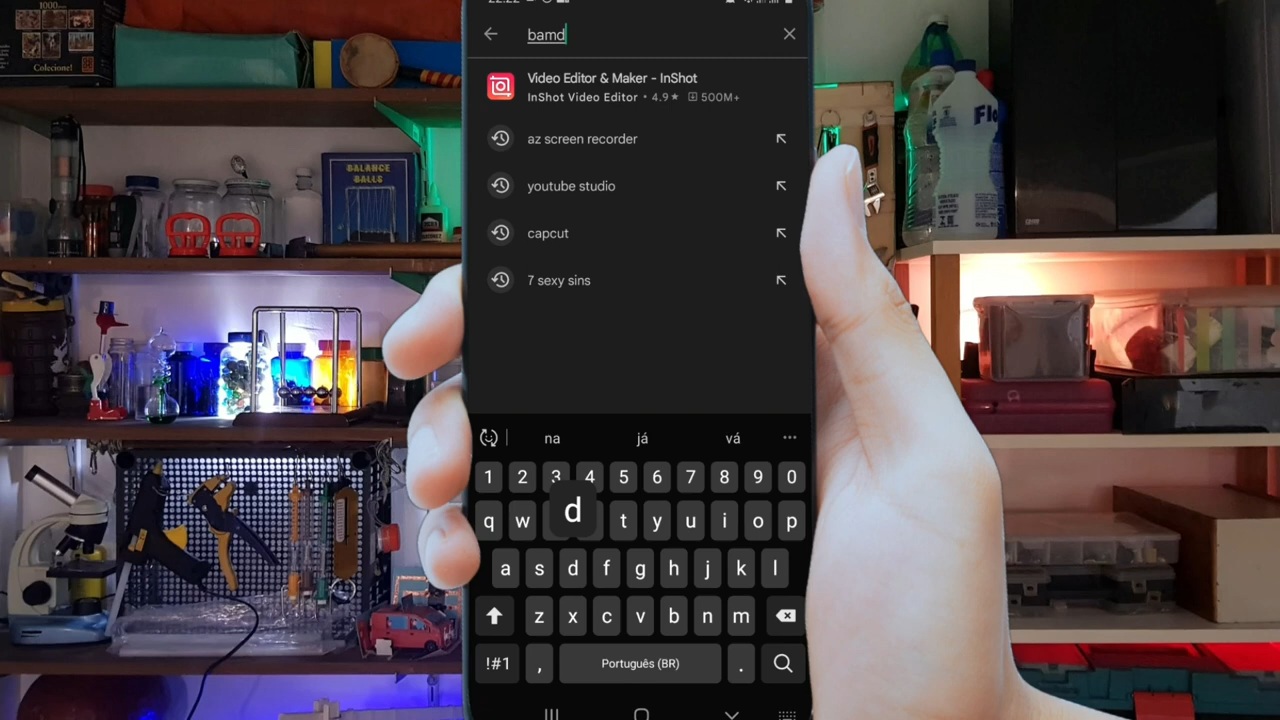 1000
Colecione!
BALANCE
BALLS
bamd
Video Editor & Maker - InShot
InShot Video Editor • 4.9★ 500M+
az screen recorder
youtube studio
capcut
7 sexy sins
na já vá ...
1 2 3 4 5 6 7 8 9 0
q w d t y u i o p
a s d f g h j k l
z x c v b n m
!#1 , Português (BR) .